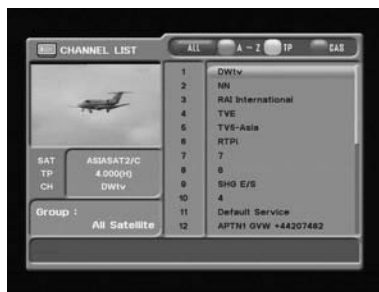 CHANNEL LIST
ALL A ~ Z TP CAS
1 DWtv
2 NN
3 RAI International
4 TVE
5 TV5-Asia
6 RTPi
7 7
8 6
9 SHG E/S
10 4
11 Default Service
12 APTN1 GVW +44207482
SAT ASIASAT2/C
TP 4.000(H)
CH DWtv
Group :
All Satellite